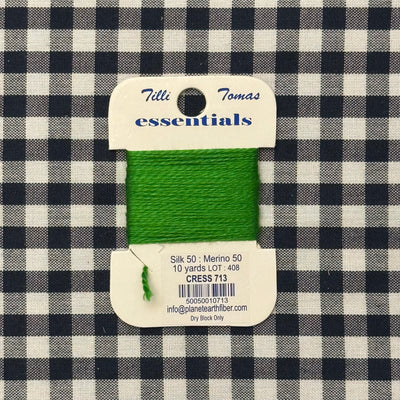 Tilli Tomas
essentials
Silk 50 : Merino 50
10 yards LOT : 408
CRESS 713
50050010713
info@planetearthfiber.com
Dry Block Only